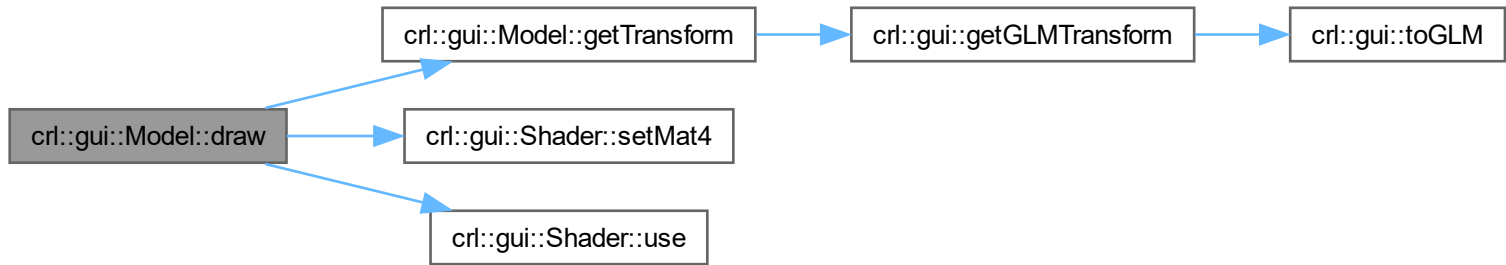 crl::gui::Model::getTransform
crl::gui::getGLMTransform
crl::gui::toGLM
crl::gui::Model::draw
crl::gui::Shader::setMat4
crl::gui::Shader::use